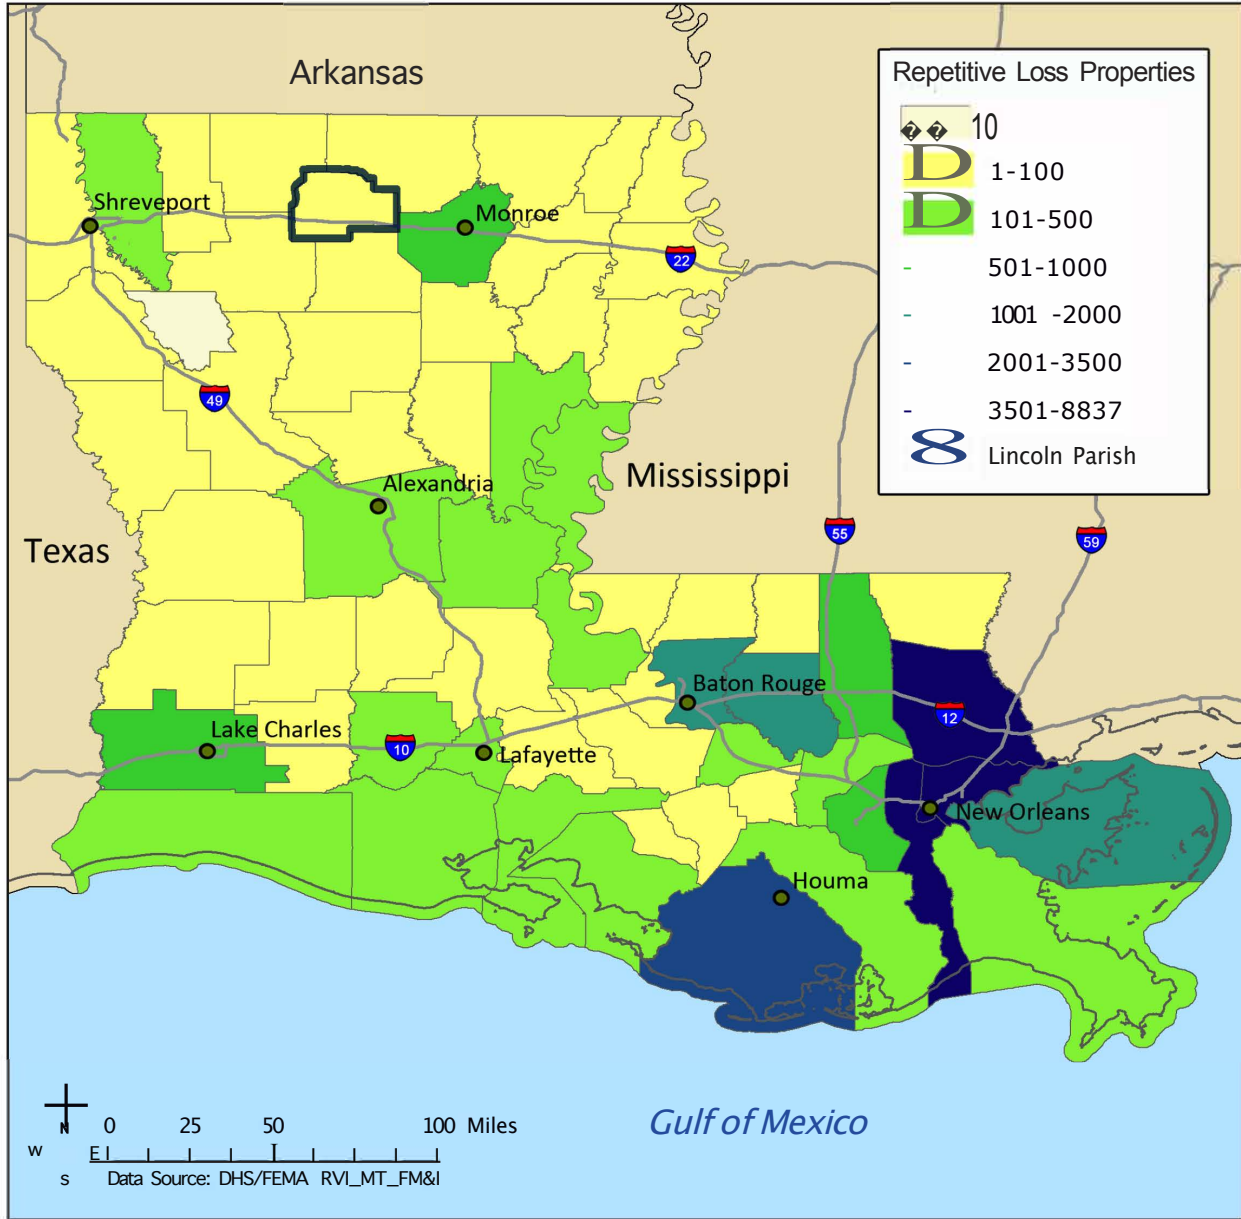 Arkansas
Repetitive Loss Properties
�� 10
D 1-100
D 101-500
- 501-1000
- 1001 -2000
- 2001-3500
- 3501-8837
8 Lincoln Parish
Shreveport
Monroe
22
49
Alexandria
Mississippi
Texas
55
59
Baton Rouge
12
Lake Charles
10
Lafayette
New Orleans
Houma
Gulf of Mexico
N
W
E
S
0 25 50 100 Miles
Data Source: DHS/FEMA RVI_MT_FM&I